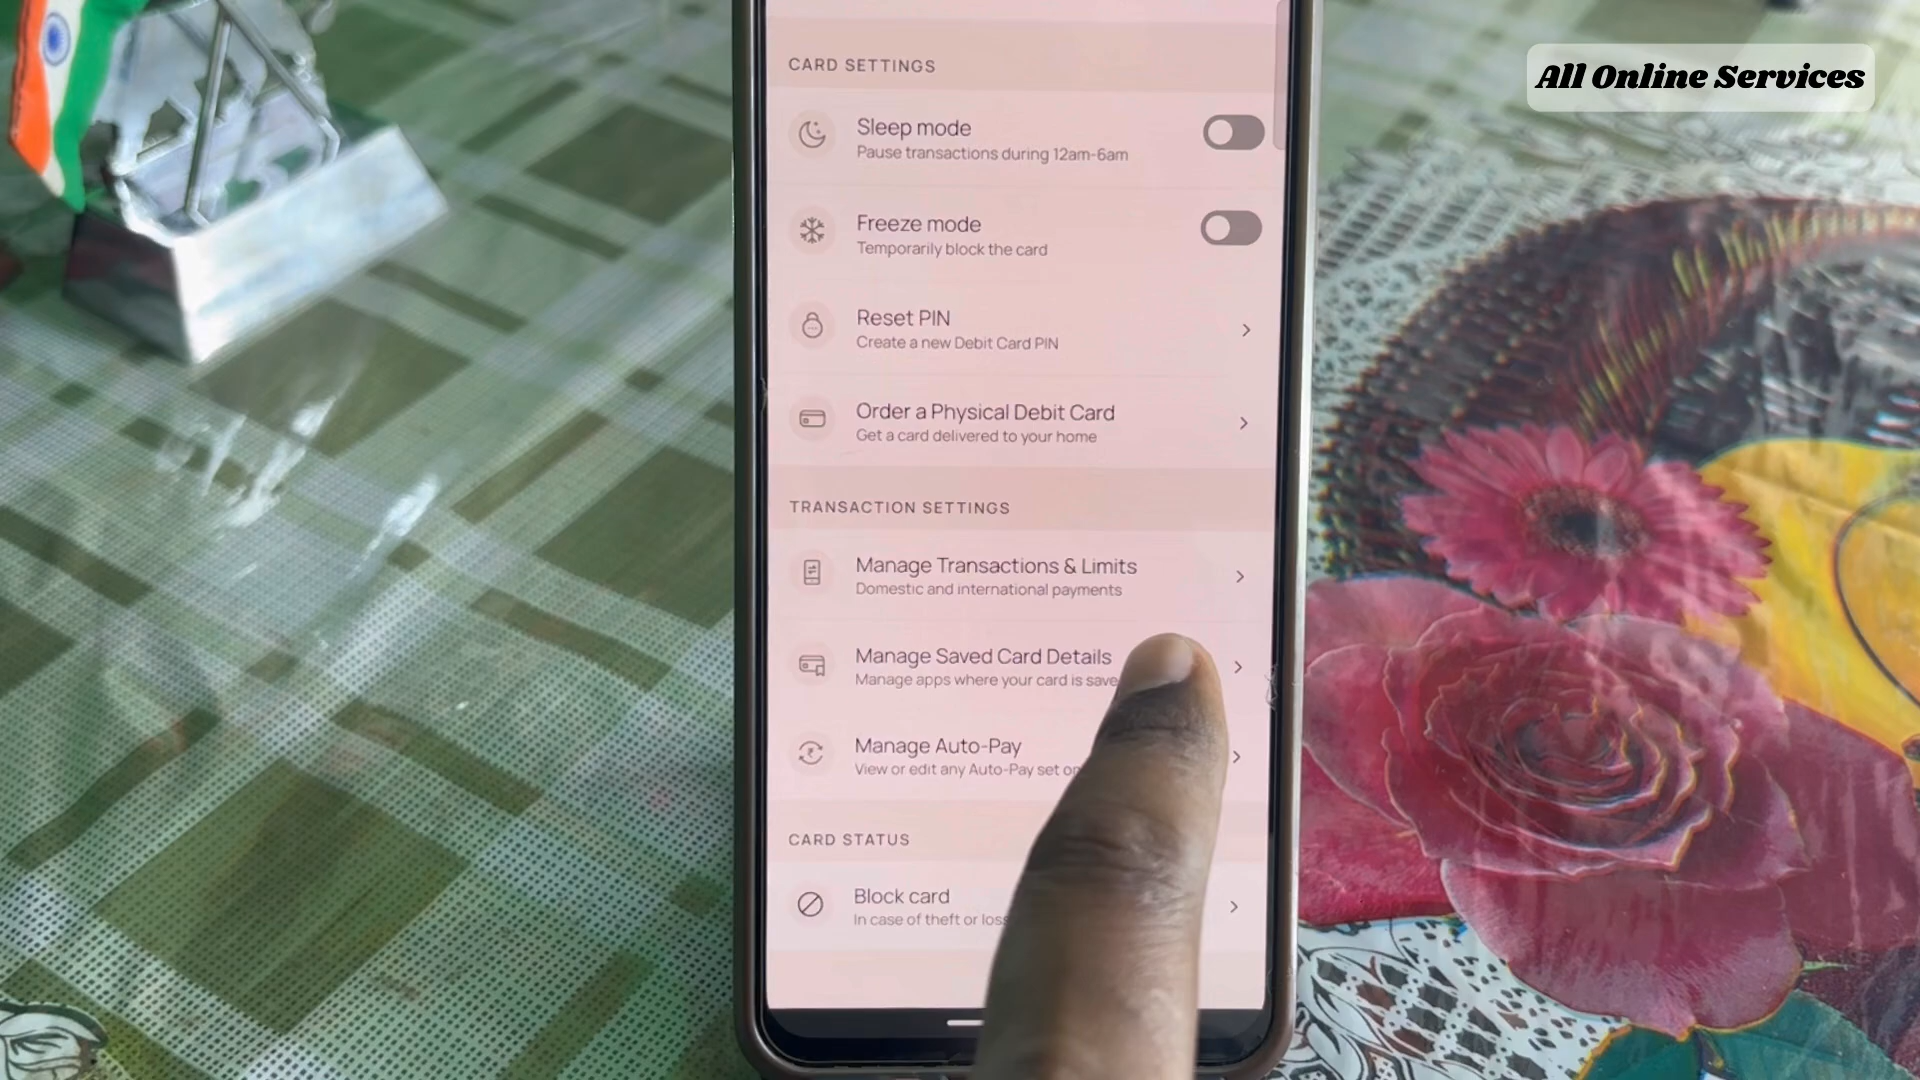 All Online Services
CARD SETTINGS
Sleep mode
Pause transactions during 12am-6am
Freeze mode
Temporarily block the card
Reset PIN
Create a new Debit Card PIN
Order a Physical Debit Card
Get a card delivered to your home
TRANSACTION SETTINGS
Manage Transactions & Limits
Domestic and international payments
Manage Saved Card Details
Manage apps where your card is save
Manage Auto-Pay
View or edit any Auto-Pay set on
CARD STATUS
Block card
In case of theft or loss